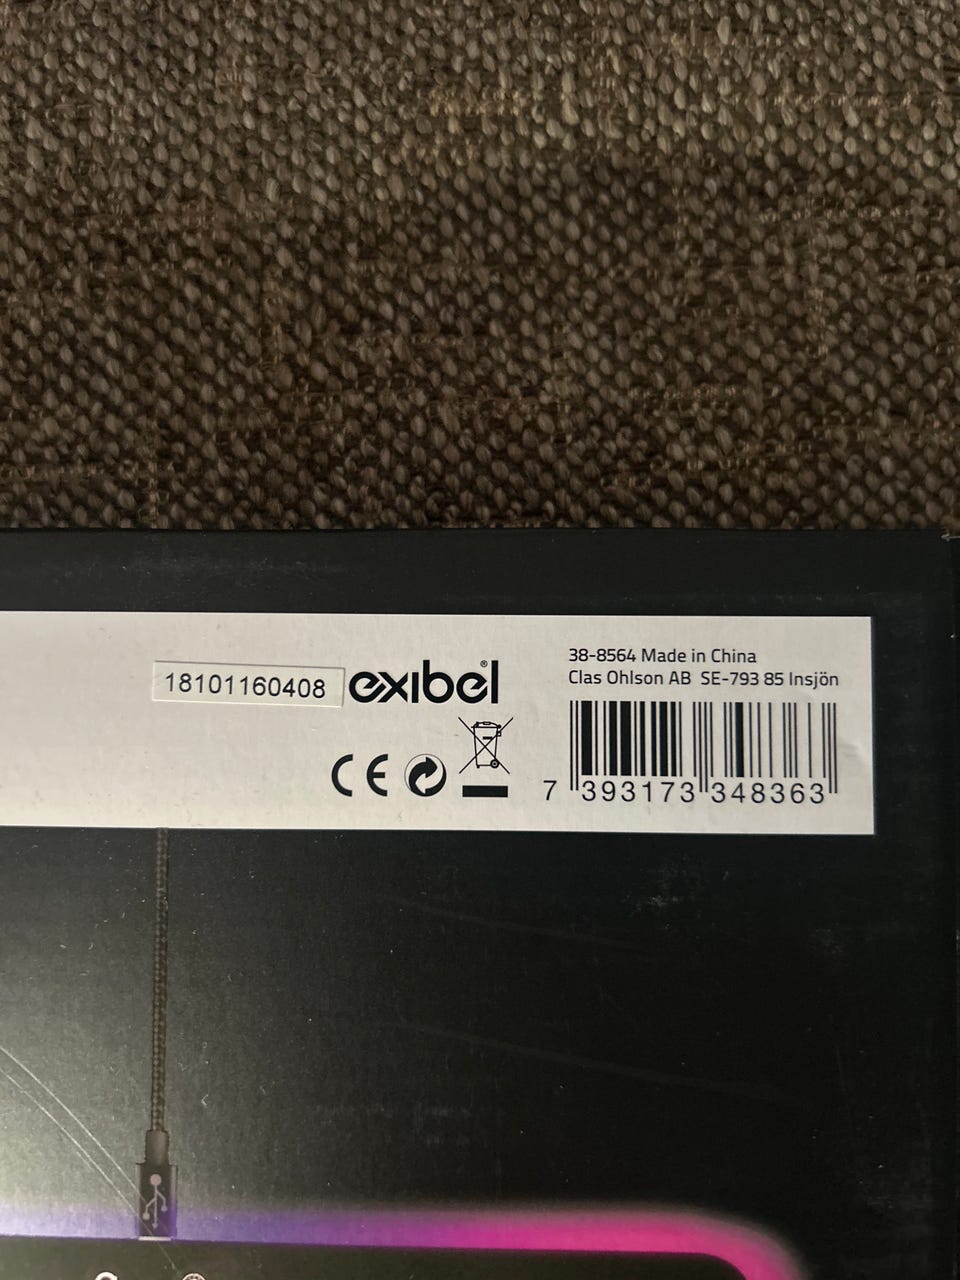 18101160408
exibel®
38-8564 Made in China
Clas Ohlson AB SE-793 85 Insjön
CE
7 393173 348363